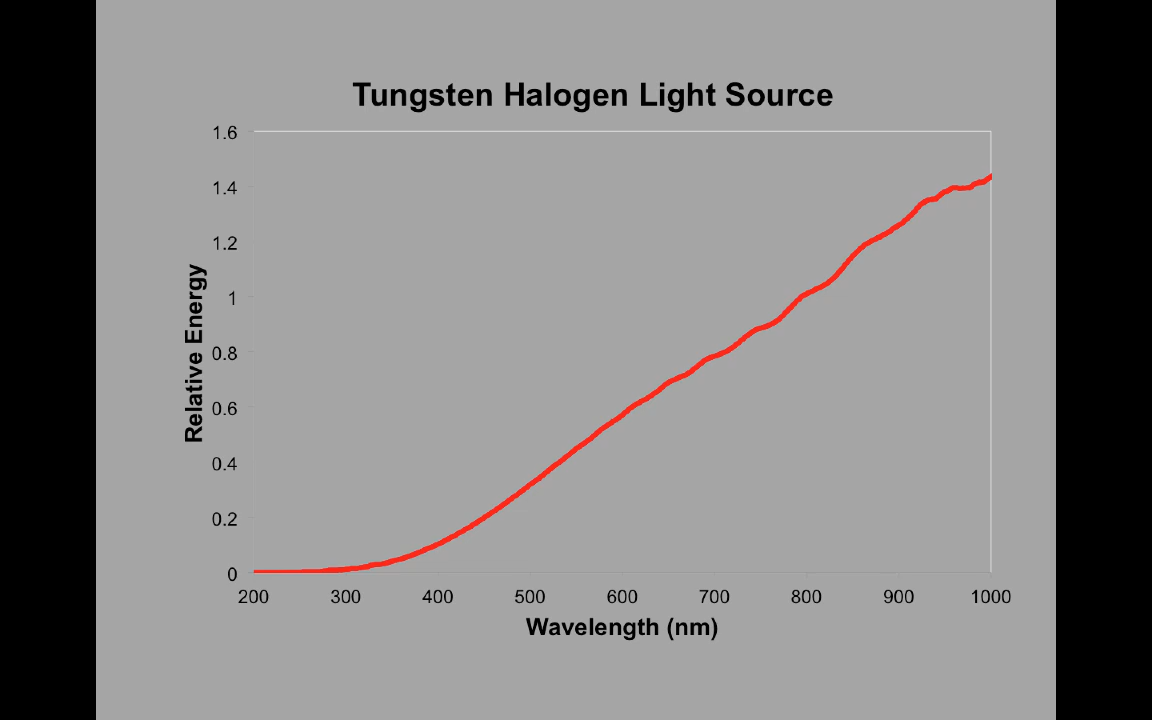 Tungsten Halogen Light Source
1.6
1.4
1.2
1
0.8
0.6
0.4
0.2
0
Relative Energy
200 300 400 500 600 700 800 900 1000
Wavelength (nm)